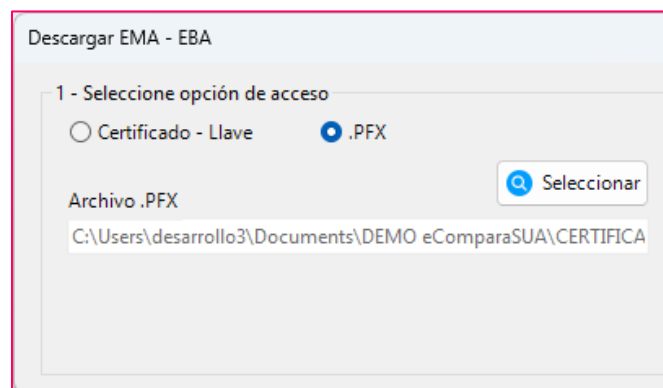 Descargar EMA - EBA
1 - Seleccione opción de acceso
Certificado - Llave .PFX
Seleccionar
Archivo .PFX
C:\Users\desarrollo3\Documents\DEMO eComparaSUA\CERTIFICA